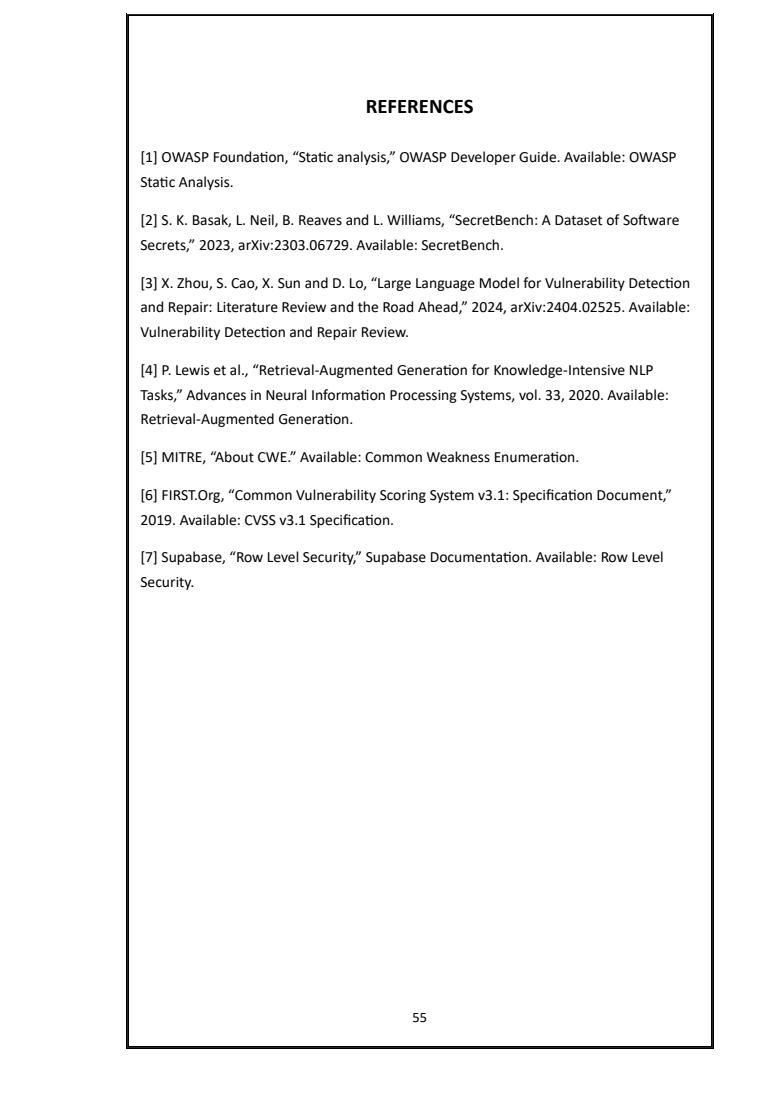 REFERENCES
[1] OWASP Foundation, “Static analysis,” OWASP Developer Guide. Available: OWASP
Static Analysis.
[2] S. K. Basak, L. Neil, B. Reaves and L. Williams, “SecretBench: A Dataset of Software
Secrets,” 2023, arXiv:2303.06729. Available: SecretBench.
[3] X. Zhou, S. Cao, X. Sun and D. Lo, “Large Language Model for Vulnerability Detection
and Repair: Literature Review and the Road Ahead,” 2024, arXiv:2404.02525. Available:
Vulnerability Detection and Repair Review.
[4] P. Lewis et al., “Retrieval-Augmented Generation for Knowledge-Intensive NLP
Tasks,” Advances in Neural Information Processing Systems, vol. 33, 2020. Available:
Retrieval-Augmented Generation.
[5] MITRE, “About CWE.” Available: Common Weakness Enumeration.
[6] FIRST.Org, “Common Vulnerability Scoring System v3.1: Specification Document,”
2019. Available: CVSS v3.1 Specification.
[7] Supabase, “Row Level Security,” Supabase Documentation. Available: Row Level
Security.
55